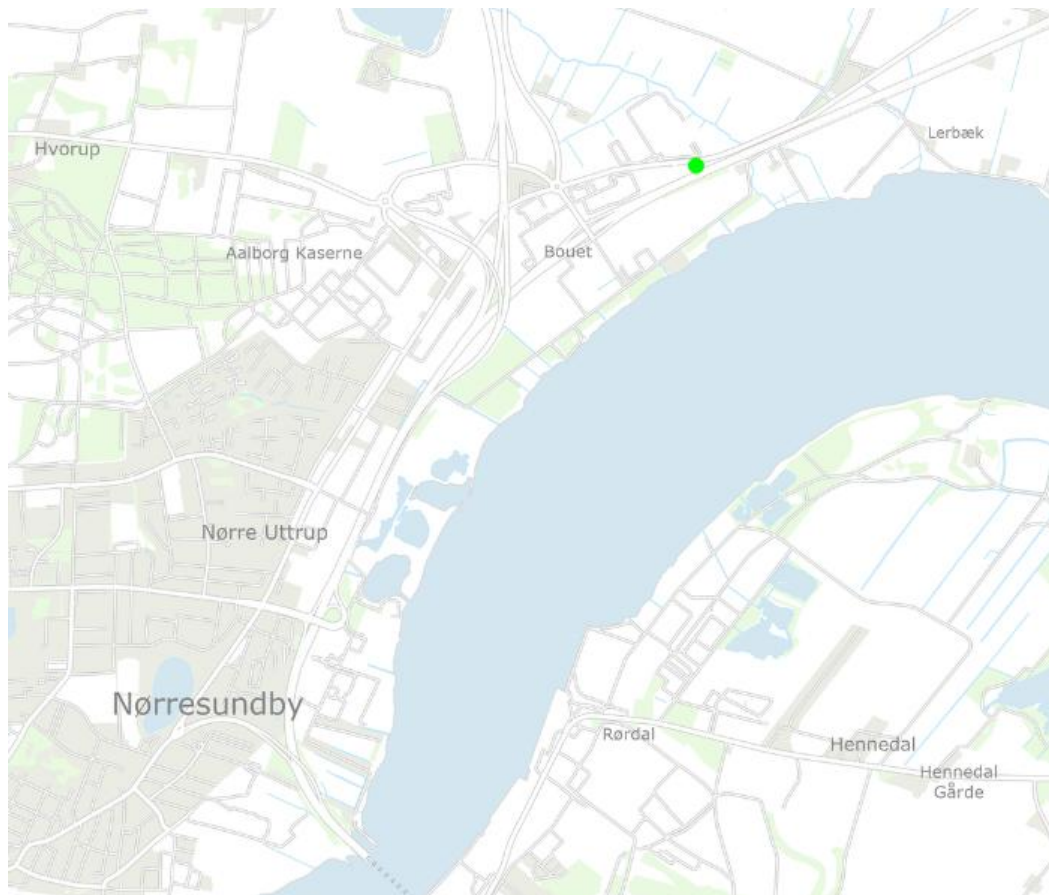 Lerbæk
Hvorup
Aalborg Kaserne
Bouet
Nørre Uttrup
Nørresundby
Rørdal
Hennedal
Hennedal
Gårde